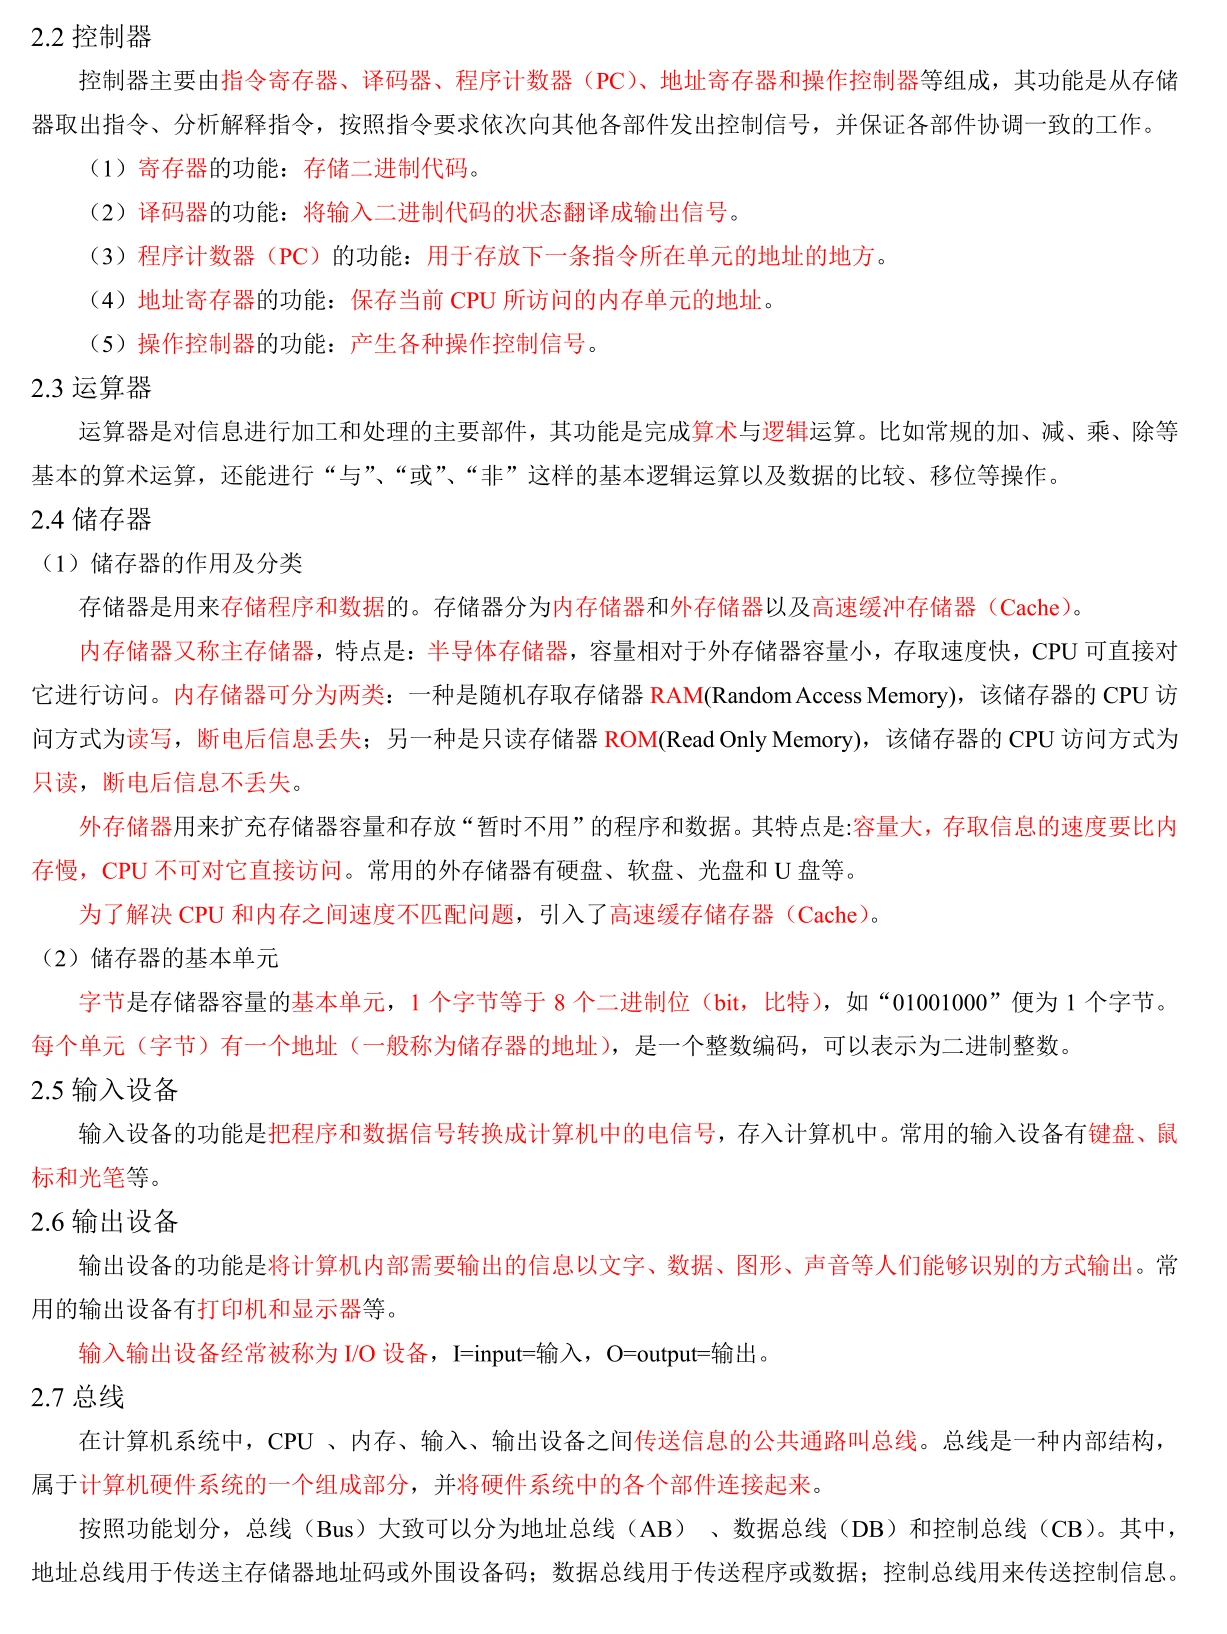 2.2 控制器
控制器主要由指令寄存器、译码器、程序计数器（PC）、地址寄存器和操作控制器等组成，其功能是从存储
器取出指令、分析解释指令，按照指令要求依次向其他各部件发出控制信号，并保证各部件协调一致的工作。
（1）寄存器的功能：存储二进制代码。
（2）译码器的功能：将输入二进制代码的状态翻译成输出信号。
（3）程序计数器（PC）的功能：用于存放下一条指令所在单元的地址的地方。
（4）地址寄存器的功能：保存当前 CPU 所访问的内存单元的地址。
（5）操作控制器的功能：产生各种操作控制信号。
2.3 运算器
运算器是对信息进行加工和处理的主要部件，其功能是完成算术与逻辑运算。比如常规的加、减、乘、除等
基本的算术运算，还能进行“与”、“或”、“非”这样的基本逻辑运算以及数据的比较、移位等操作。
2.4 储存器
（1）储存器的作用及分类
存储器是用来存储程序和数据的。存储器分为内存储器和外存储器以及高速缓冲存储器（Cache）。
内存储器又称主存储器，特点是：半导体存储器，容量相对于外存储器容量小，存取速度快，CPU 可直接对
它进行访问。内存储器可分为两类：一种是随机存取存储器 RAM(Random Access Memory)，该储存器的 CPU 访
问方式为读写，断电后信息丢失；另一种是只读存储器 ROM(Read Only Memory)，该储存器的 CPU 访问方式为
只读，断电后信息不丢失。
外存储器用来扩充存储器容量和存放“暂时不用”的程序和数据。其特点是:容量大，存取信息的速度要比内
存慢，CPU 不可对它直接访问。常用的外存储器有硬盘、软盘、光盘和 U 盘等。
为了解决 CPU 和内存之间速度不匹配问题，引入了高速缓存储存器（Cache）。
（2）储存器的基本单元
字节是存储器容量的基本单元，1 个字节等于 8 个二进制位（bit，比特），如“01001000”便为 1 个字节。
每个单元（字节）有一个地址（一般称为储存器的地址），是一个整数编码，可以表示为二进制整数。
2.5 输入设备
输入设备的功能是把程序和数据信号转换成计算机中的电信号，存入计算机中。常用的输入设备有键盘、鼠
标和光笔等。
2.6 输出设备
输出设备的功能是将计算机内部需要输出的信息以文字、数据、图形、声音等人们能够识别的方式输出。常
用的输出设备有打印机和显示器等。
输入输出设备经常被称为 I/O 设备，I=input=输入，O=output=输出。
2.7 总线
在计算机系统中，CPU 、内存、输入、输出设备之间传送信息的公共通路叫总线。总线是一种内部结构，
属于计算机硬件系统的一个组成部分，并将硬件系统中的各个部件连接起来。
按照功能划分，总线（Bus）大致可以分为地址总线（AB） 、数据总线（DB）和控制总线（CB）。其中，
地址总线用于传送主存储器地址码或外围设备码；数据总线用于传送程序或数据；控制总线用来传送控制信息。